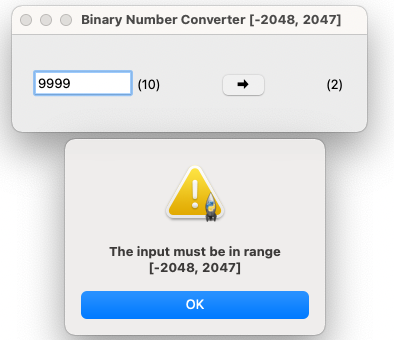 Binary Number Converter [-2048, 2047]
9999 (10) ➡ (2)
The input must be in range
[-2048, 2047]
OK